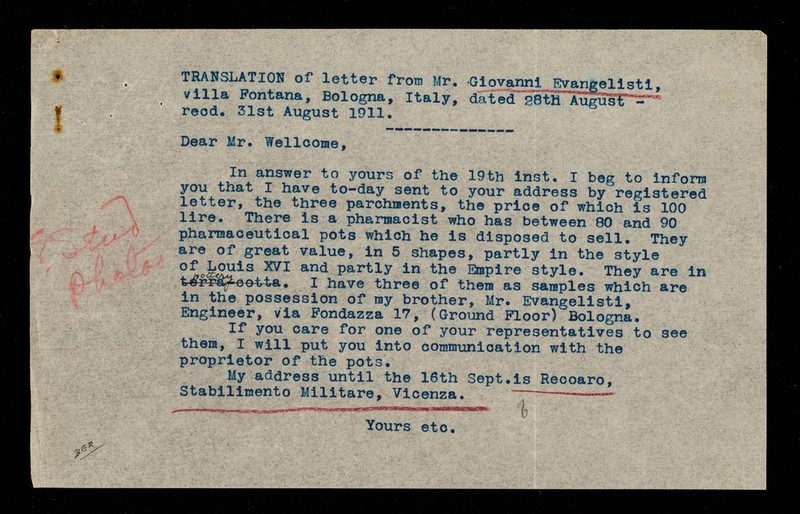 TRANSLATION of letter from Mr. Giovanni Evangelisti,
villa Fontana, Bologna, Italy, dated 28th August -
recd. 31st August 1911.
Dear Mr. Wellcome,
In answer to yours of the 19th inst. I beg to inform
you that I have to-day sent to your address by registered
letter, the three parchments, the price of which is 100
lire. There is a pharmacist who has between 80 and 90
pharmaceutical pots which he is disposed to sell. They
are of great value, in 5 shapes, partly in the style
of Louis XVI and partly in the Empire style. They are in
pottery
terra-cotta. I have three of them as samples which are
in the possession of my brother, Mr. Evangelisti,
Engineer, via Fondazza 17, (Ground Floor) Bologna.
If you care for one of your representatives to see
them, I will put you into communication with the
proprietor of the pots.
My address until the 16th Sept.is Recoaro,
Stabilimento Militare, Vicenza.
Yours etc.
photos